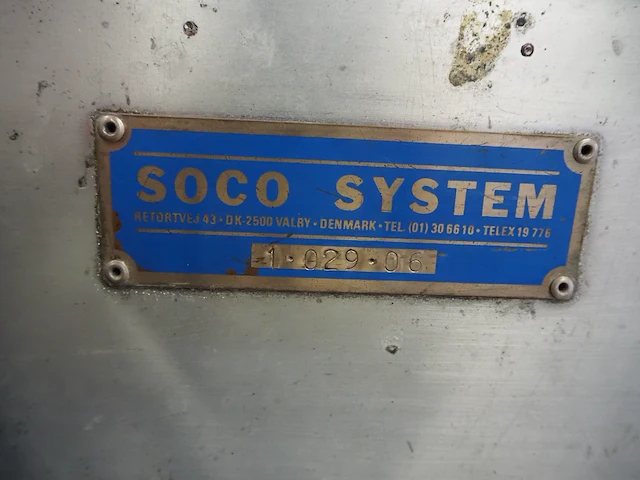 SOCO SYSTEM
RETORTVEJ 43 · DK-2500 VALBY · DENMARK · TEL. (01) 30 66 10 · TELEX 19 776
1·029·06